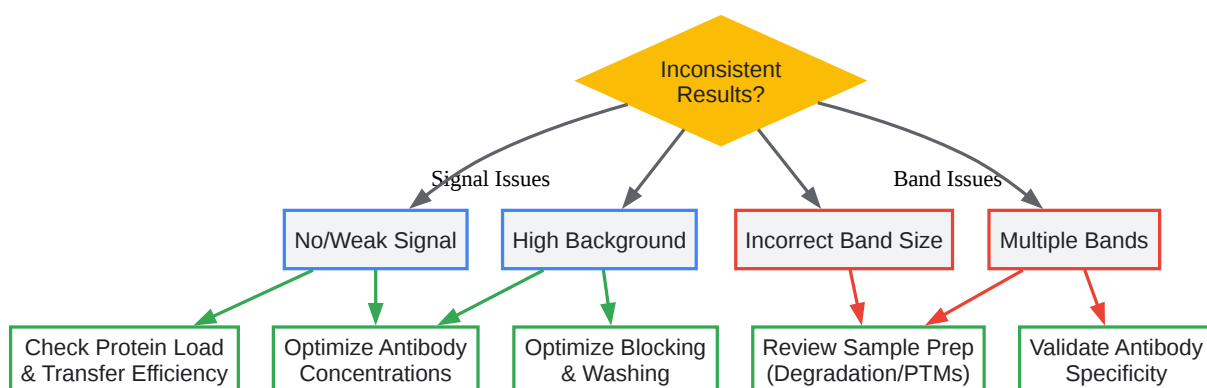 Inconsistent
Results?
Signal Issues
Band Issues
No/Weak Signal
High Background
Incorrect Band Size
Multiple Bands
Check Protein Load
& Transfer Efficiency
Optimize Antibody
Concentrations
Optimize Blocking
& Washing
Review Sample Prep
(Degradation/PTMs)
Validate Antibody
Specificity